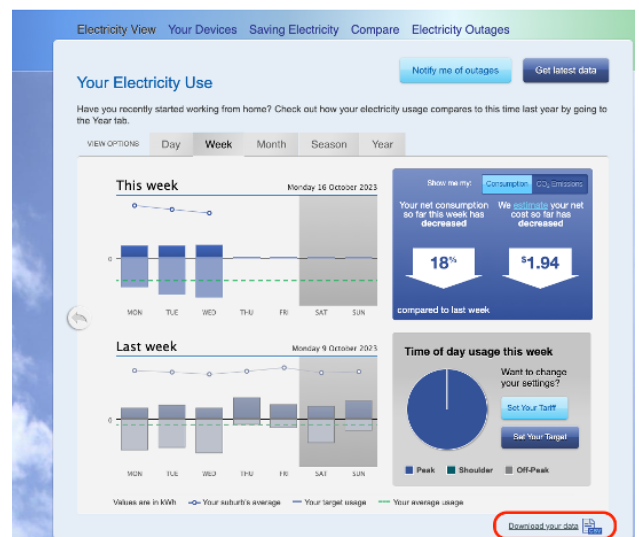 Electricity View Your Devices Saving Electricity Compare Electricity Outages
Notify me of outages Get latest data
Your Electricity Use
Have you recently started working from home? Check out how your electricity usage compares to this time last year by going to
the Year tab.
VIEW OPTIONS Day Week Month Season Year
This week Monday 16 October 2023
0
MON TUE WED THU FRI SAT SUN
Show me my: Consumption CO₂ Emissions
Your net consumption
so far this week has
decreased
We estimate your net
cost so far has
decreased
18% $1.94
compared to last week
Last week Monday 9 October 2023
0
MON TUE WED THU FRI SAT SUN
Time of day usage this week
Want to change
your settings?
Set Your Tariff
Set Your Target
Peak Shoulder Off-Peak
Values are in kWh Your suburb's average Your target usage Your average usage
Download your data
CSV